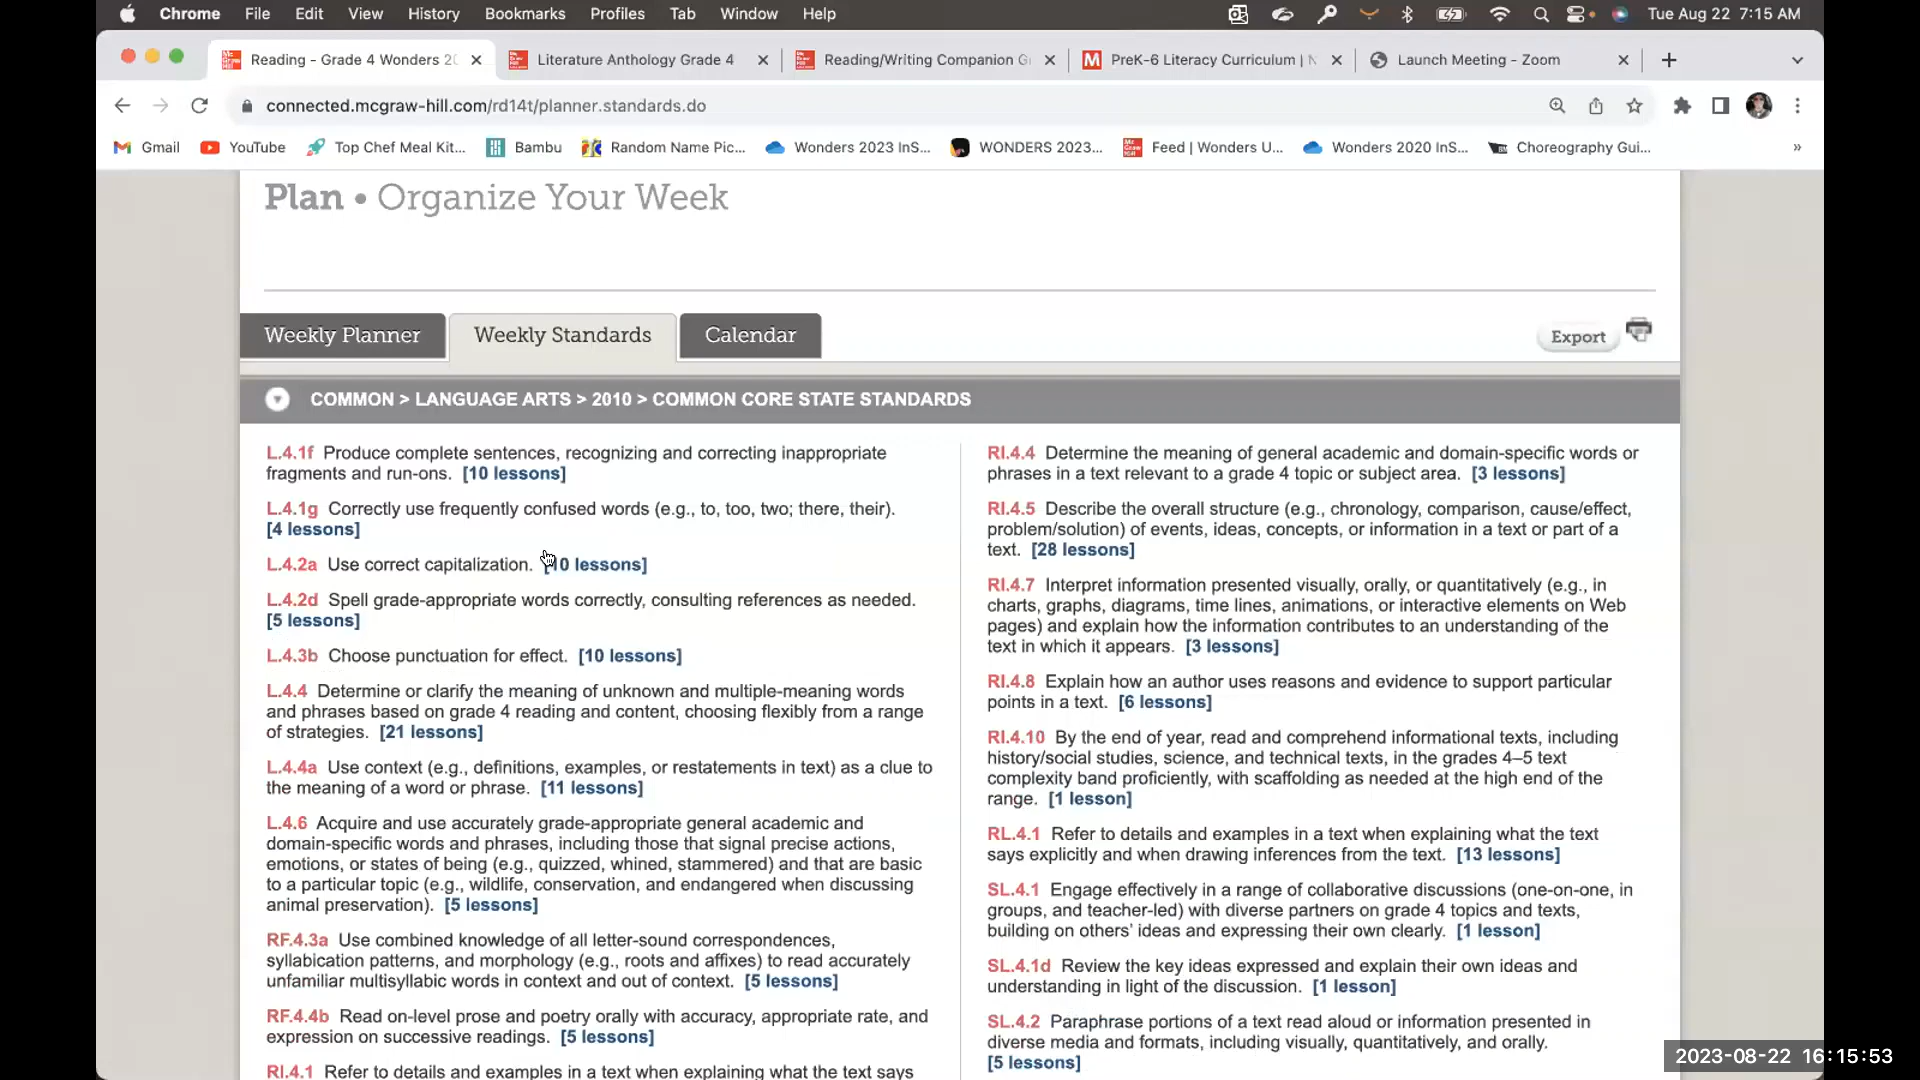 Chrome File Edit View History Bookmarks Profiles Tab Window Help Tue Aug 22 7:15 AM
Reading - Grade 4 Wonders 20 Literature Anthology Grade 4 Reading/Writing Companion G PreK-6 Literacy Curriculum | N Launch Meeting - Zoom
connected.mcgraw-hill.com/rd14t/planner.standards.do
Gmail YouTube Top Chef Meal Kit... Bambu Random Name Pic... Wonders 2023 InS... WONDERS 2023... Feed | Wonders U... Wonders 2020 InS... Choreography Gui... »
Plan • Organize Your Week
Weekly Planner Weekly Standards Calendar Export
COMMON > LANGUAGE ARTS > 2010 > COMMON CORE STATE STANDARDS
L.4.1f Produce complete sentences, recognizing and correcting inappropriate
fragments and run-ons. [10 lessons]
L.4.1g Correctly use frequently confused words (e.g., to, too, two; there, their).
[4 lessons]
L.4.2a Use correct capitalization. [10 lessons]
L.4.2d Spell grade-appropriate words correctly, consulting references as needed.
[5 lessons]
L.4.3b Choose punctuation for effect. [10 lessons]
L.4.4 Determine or clarify the meaning of unknown and multiple-meaning words
and phrases based on grade 4 reading and content, choosing flexibly from a range
of strategies. [21 lessons]
L.4.4a Use context (e.g., definitions, examples, or restatements in text) as a clue to
the meaning of a word or phrase. [11 lessons]
L.4.6 Acquire and use accurately grade-appropriate general academic and
domain-specific words and phrases, including those that signal precise actions,
emotions, or states of being (e.g., quizzed, whined, stammered) and that are basic
to a particular topic (e.g., wildlife, conservation, and endangered when discussing
animal preservation). [5 lessons]
RF.4.3a Use combined knowledge of all letter-sound correspondences,
syllabication patterns, and morphology (e.g., roots and affixes) to read accurately
unfamiliar multisyllabic words in context and out of context. [5 lessons]
RF.4.4b Read on-level prose and poetry orally with accuracy, appropriate rate, and
expression on successive readings. [5 lessons]
RI.4.1 Refer to details and examples in a text when explaining what the text says
RI.4.4 Determine the meaning of general academic and domain-specific words or
phrases in a text relevant to a grade 4 topic or subject area. [3 lessons]
RI.4.5 Describe the overall structure (e.g., chronology, comparison, cause/effect,
problem/solution) of events, ideas, concepts, or information in a text or part of a
text. [28 lessons]
RI.4.7 Interpret information presented visually, orally, or quantitatively (e.g., in
charts, graphs, diagrams, time lines, animations, or interactive elements on Web
pages) and explain how the information contributes to an understanding of the
text in which it appears. [3 lessons]
RI.4.8 Explain how an author uses reasons and evidence to support particular
points in a text. [6 lessons]
RI.4.10 By the end of year, read and comprehend informational texts, including
history/social studies, science, and technical texts, in the grades 4–5 text
complexity band proficiently, with scaffolding as needed at the high end of the
range. [1 lesson]
RL.4.1 Refer to details and examples in a text when explaining what the text
says explicitly and when drawing inferences from the text. [13 lessons]
SL.4.1 Engage effectively in a range of collaborative discussions (one-on-one, in
groups, and teacher-led) with diverse partners on grade 4 topics and texts,
building on others' ideas and expressing their own clearly. [1 lesson]
SL.4.1d Review the key ideas expressed and explain their own ideas and
understanding in light of the discussion. [1 lesson]
SL.4.2 Paraphrase portions of a text read aloud or information presented in
diverse media and formats, including visually, quantitatively, and orally.
[5 lessons]
2023-08-22 16:15:53